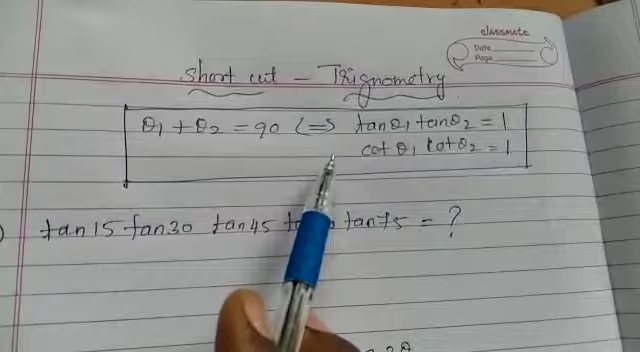 classmate
Date
Page
Short cut - Trignometry
θ1 + θ2 = 90 ⟨=⟩ tanθ1 tanθ2 = 1
cot θ1 cot θ2 = 1
tan15 tan30 tan45 tan75 = ?